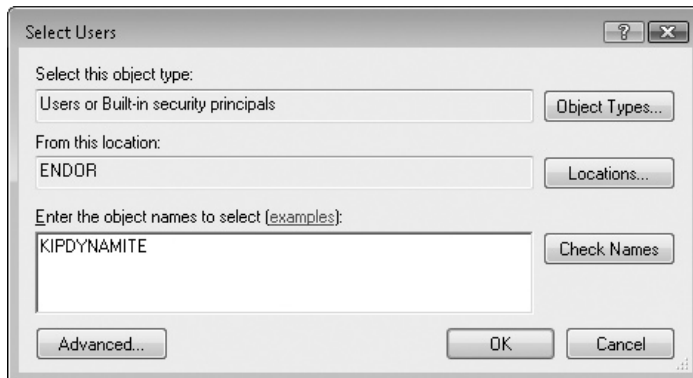 Select Users
Select this object type:
Users or Built-in security principals
Object Types...
From this location:
ENDOR
Locations...
Enter the object names to select (examples):
KIPDYNAMITE
Check Names
Advanced...
OK
Cancel